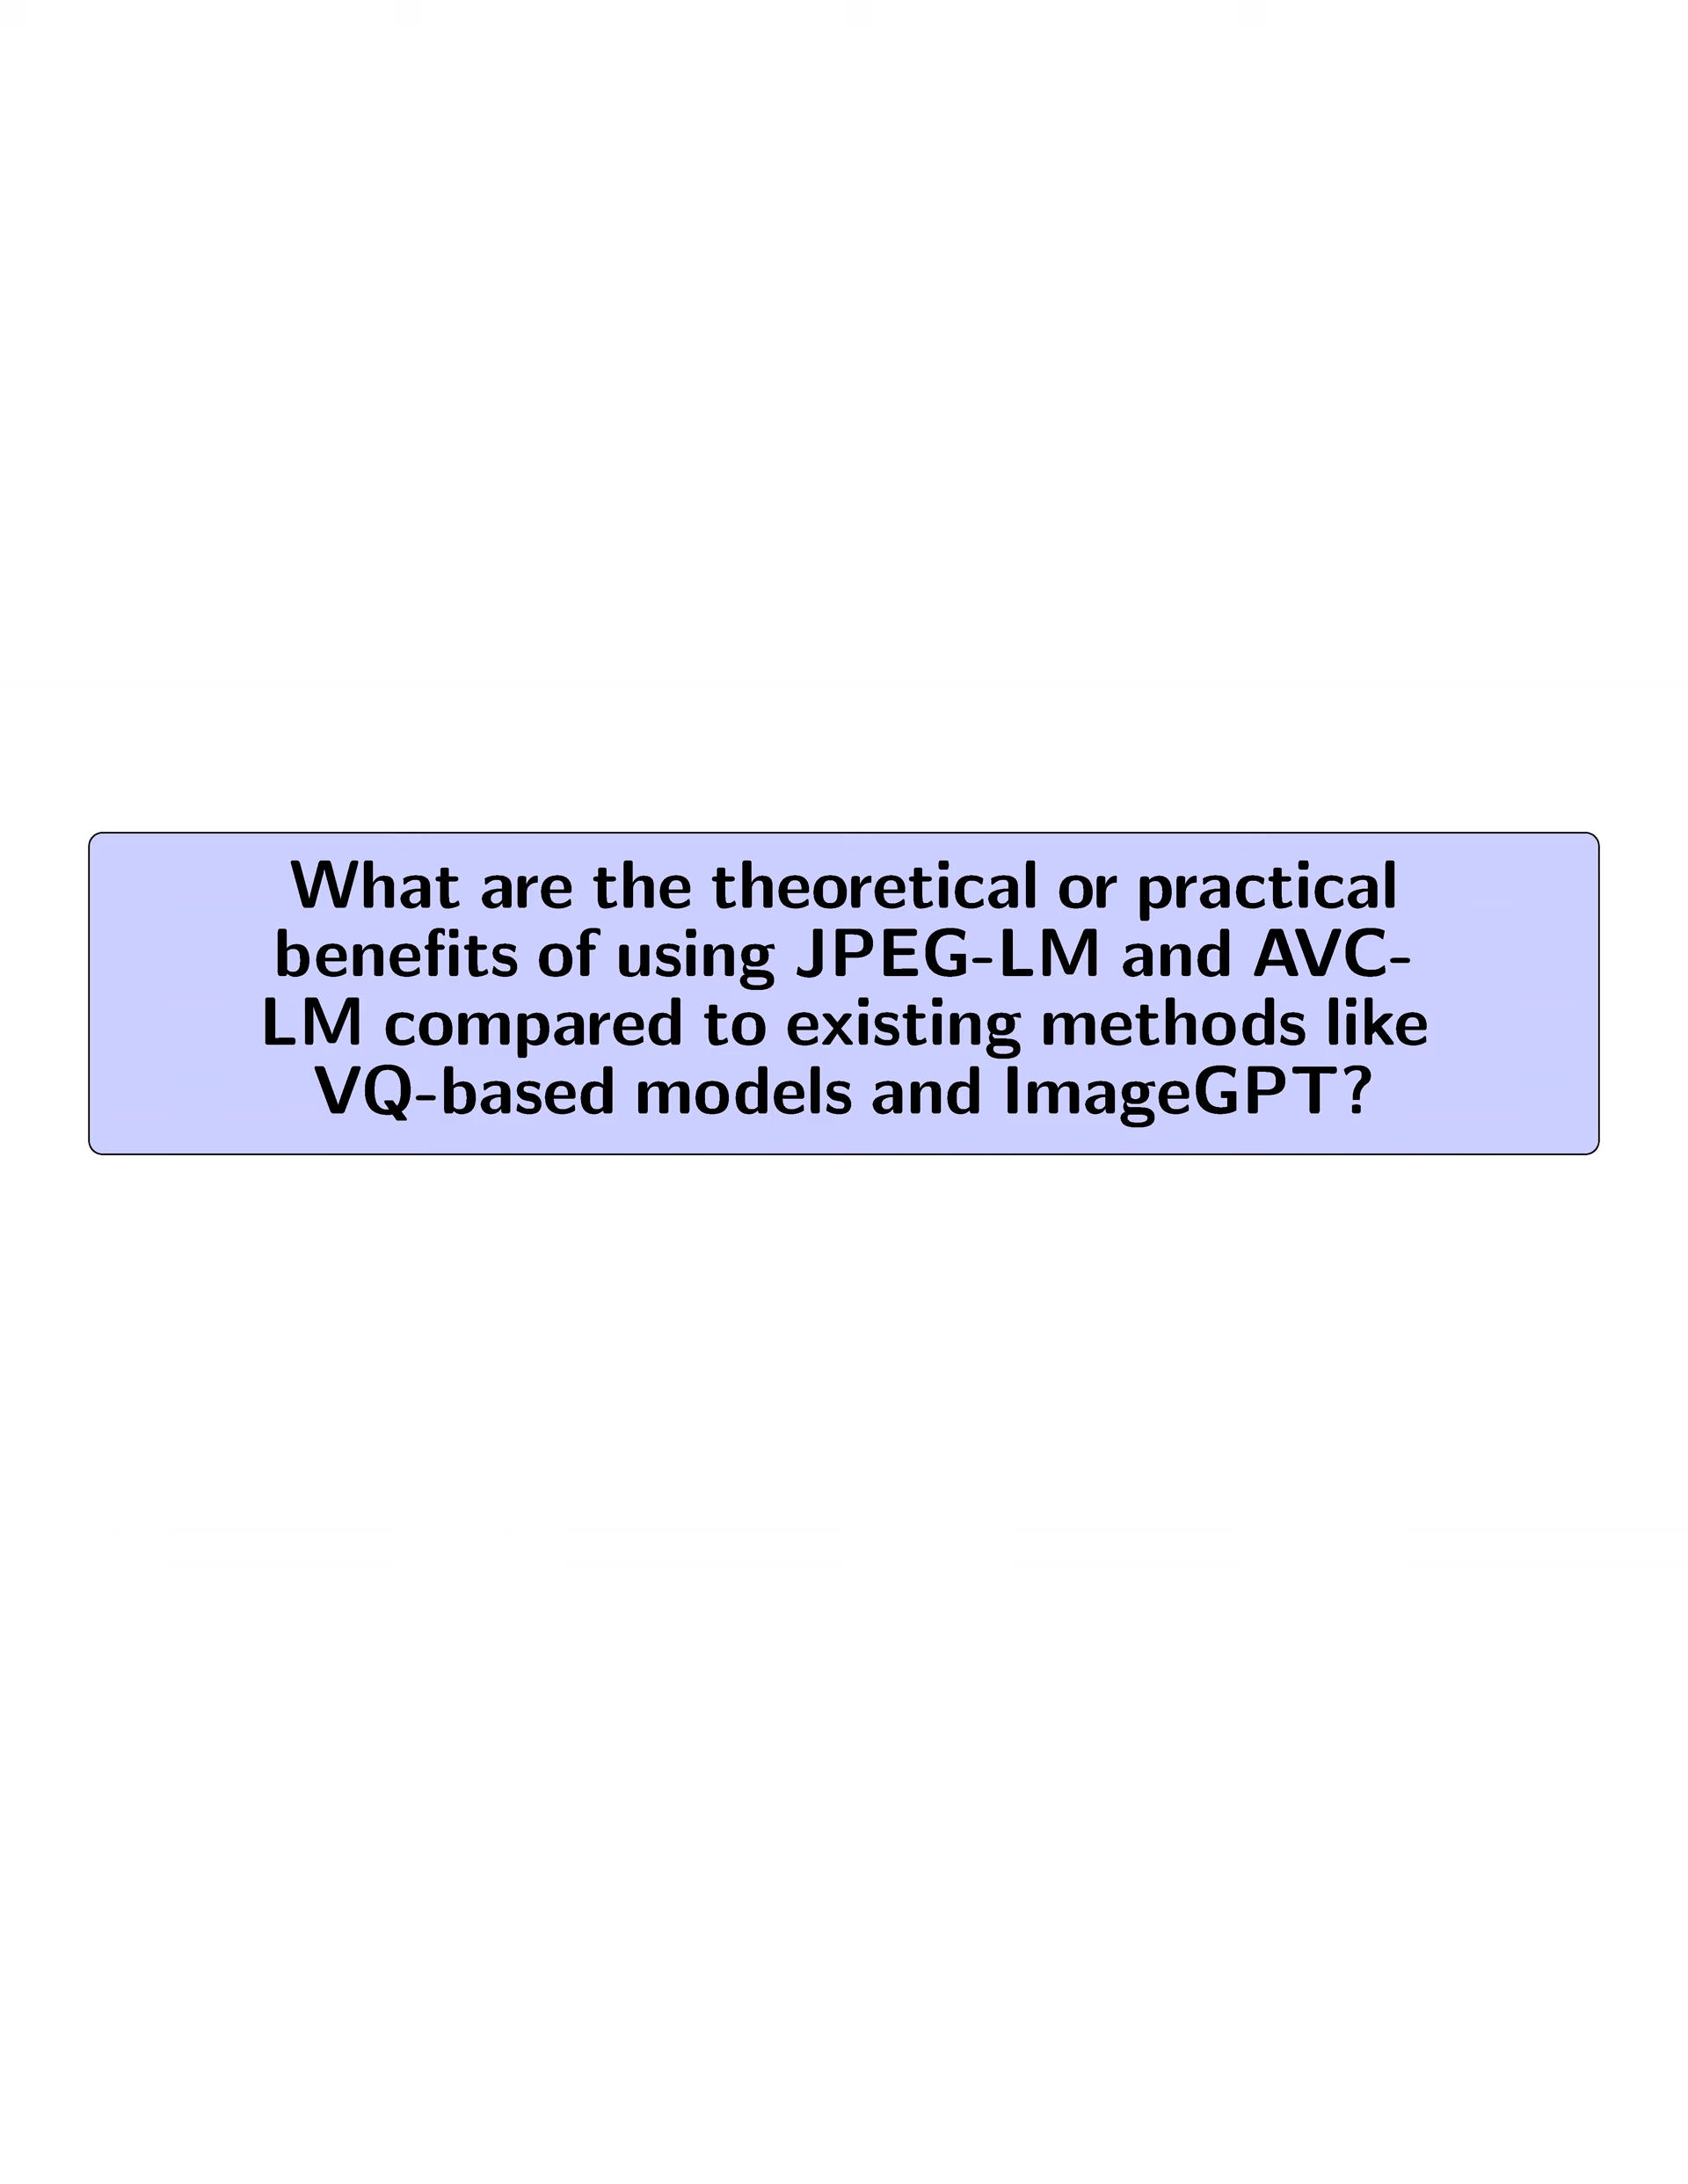 What are the theoretical or practical
benefits of using JPEG-LM and AVC-
LM compared to existing methods like
VQ-based models and ImageGPT?